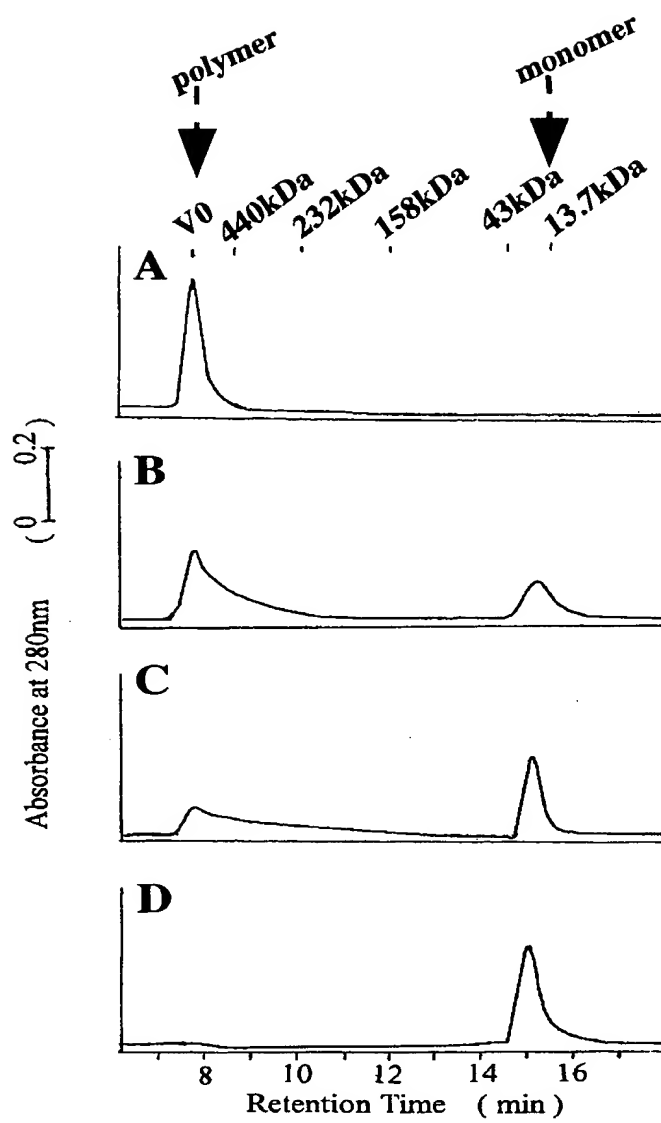 polymer
monomer
V0 440kDa 232kDa 158kDa 43kDa 13.7kDa
A
B
C
D
Absorbance at 280nm ( 0 0.2 )
8 10 12 14 16
Retention Time ( min )